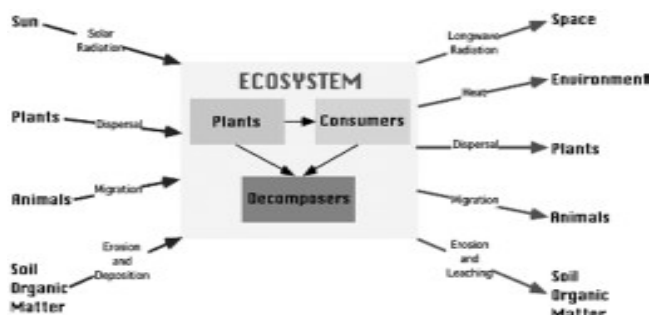 Sun
Solar
Radiation
Plants
Dispersal
Animals
Migration
Soil
Organic
Matter
Erosion
and
Deposition
ECOSYSTEM
Plants
Consumers
Decomposers
Longwave
Radiation
Space
Heat
Environment
Dispersal
Plants
Migration
Animals
Erosion
and
Leaching
Soil
Organic
Matter